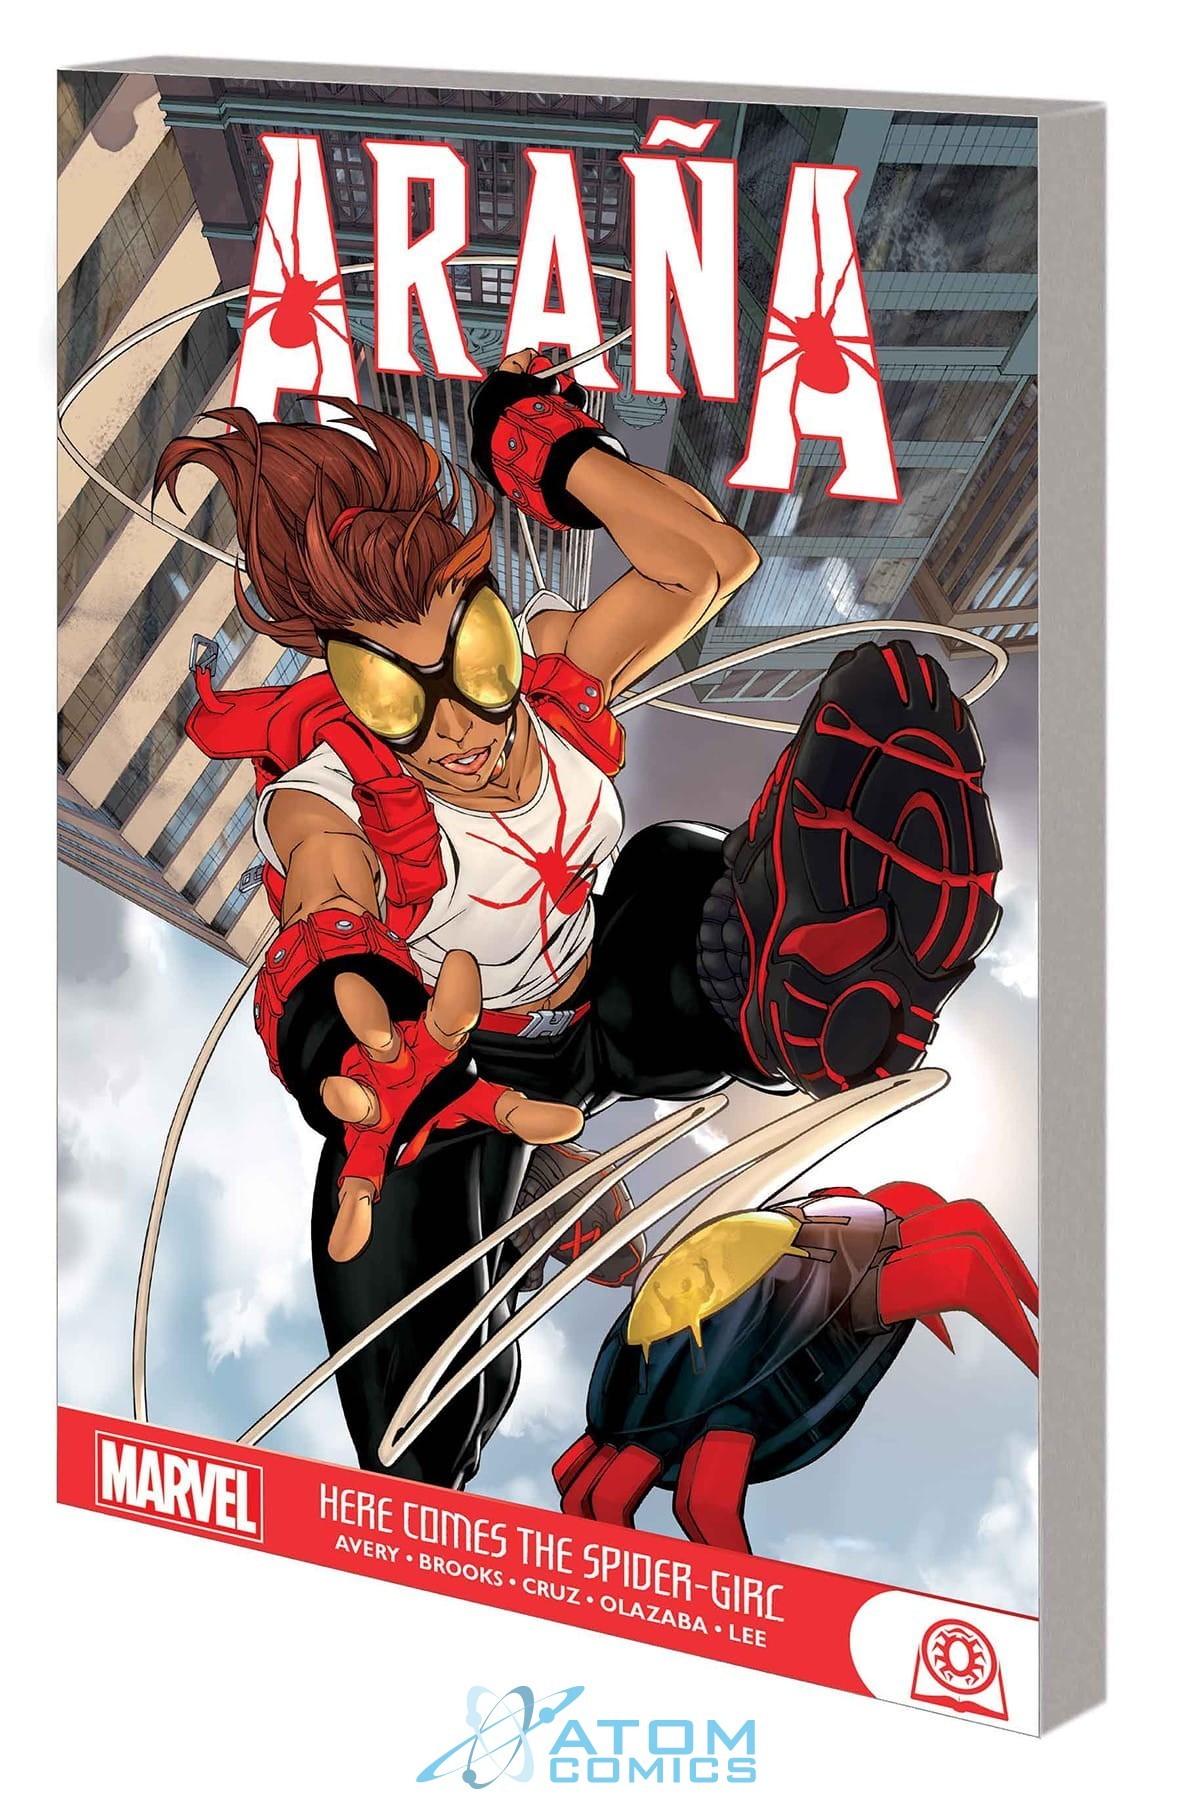 ARAÑA
MARVEL
HERE COMES THE SPIDER-GIRL
AVERY • BROOKS • CRUZ • OLAZABA • LEE
ATOM
COMICS